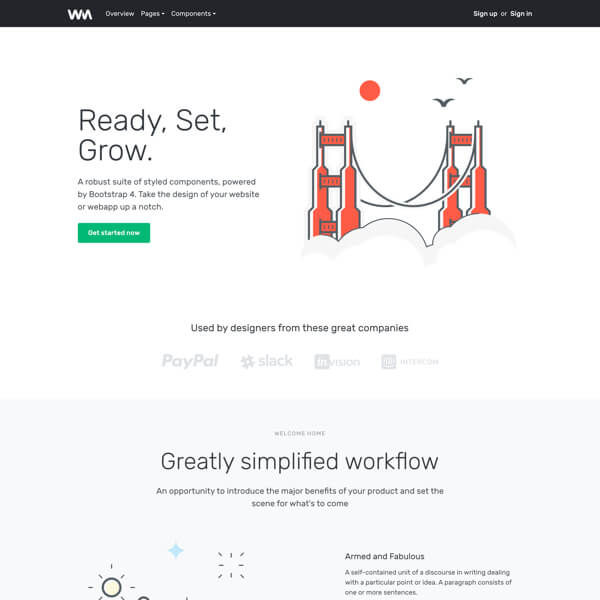 WM Overview Pages Components Sign up or Sign in
Ready, Set,
Grow.
A robust suite of styled components, powered
by Bootstrap 4. Take the design of your website
or webapp up a notch.
Get started now
Used by designers from these great companies
PayPal slack invision INTERCOM
WELCOME HOME
Greatly simplified workflow
An opportunity to introduce the major benefits of your product and set the
scene for what's to come
Armed and Fabulous
A self-contained unit of a discourse in writing dealing
with a particular point or idea. A paragraph consists of
one or more sentences.